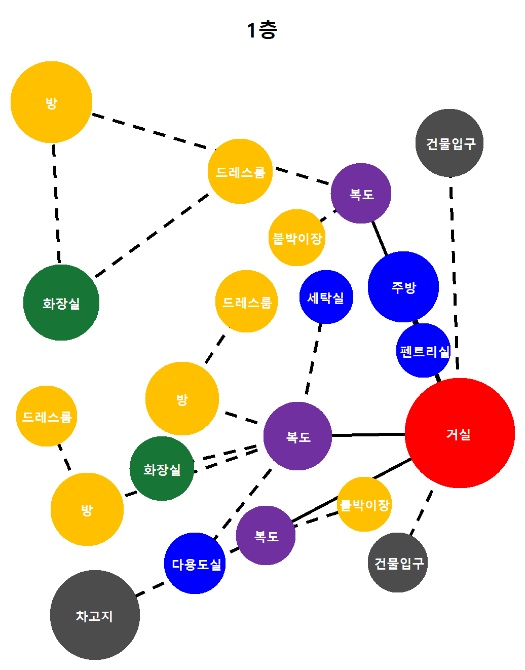 1층
방
건물입구
드레스룸
복도
붙박이장
주방
화장실
드레스룸
세탁실
펜트리실
방
드레스룸
복도
거실
화장실
방
붙박이장
복도
다용도실
건물입구
차고지